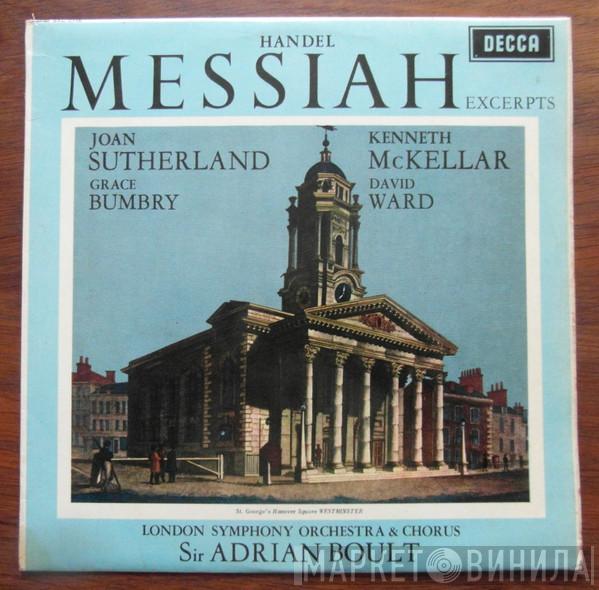 HANDEL
DECCA
MESSIAH
EXCERPTS
JOAN
SUTHERLAND
GRACE
BUMBRY
KENNETH
McKELLAR
DAVID
WARD
St. George's Hanover Square WESTMINSTER
LONDON SYMPHONY ORCHESTRA & CHORUS
Sir ADRIAN BOULT
МАРКЕТ ВИНИЛА